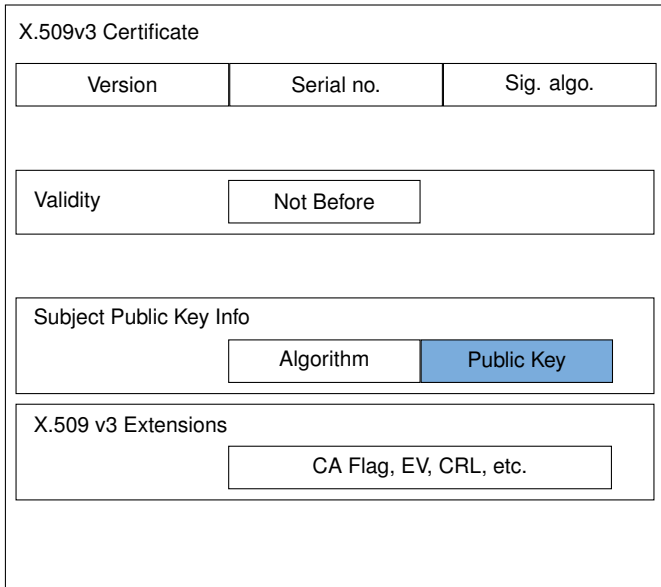 X.509v3 Certificate
Version Serial no. Sig. algo.
Validity Not Before
Subject Public Key Info
Algorithm Public Key
X.509 v3 Extensions
CA Flag, EV, CRL, etc.